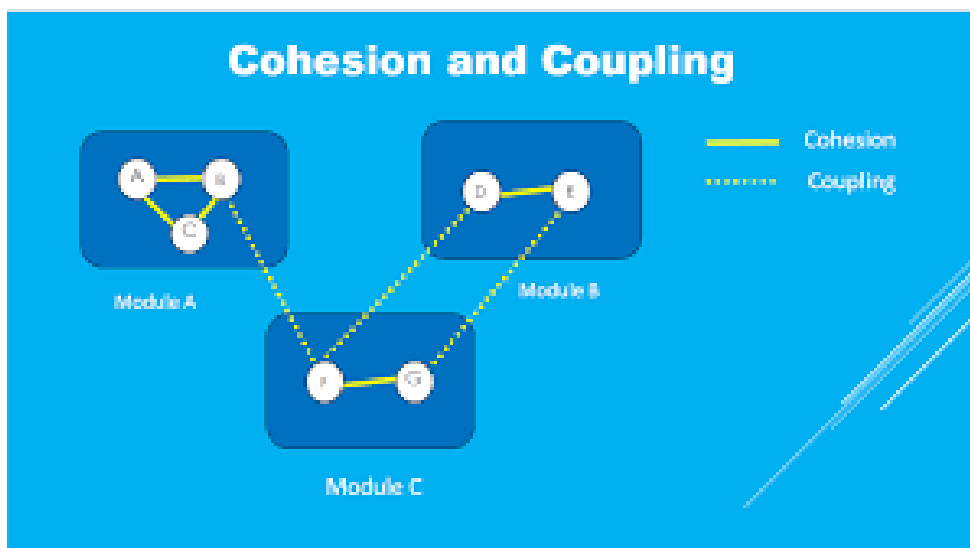 Cohesion and Coupling
A
B
C
D
E
Cohesion
Coupling
Module A
Module B
F
G
Module C